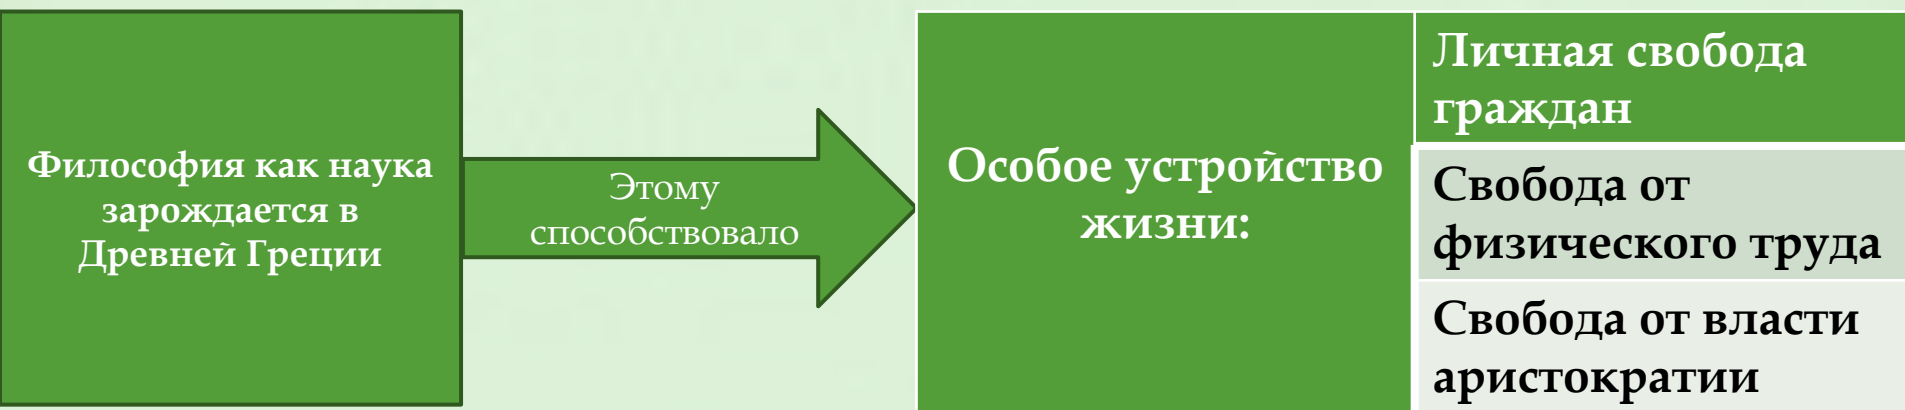 Философия как наука
зарождается в
Древней Греции
Этому
способствовало
Особое устройство
жизни:
Личная свобода
граждан
Свобода от
физического труда
Свобода от власти
аристократии